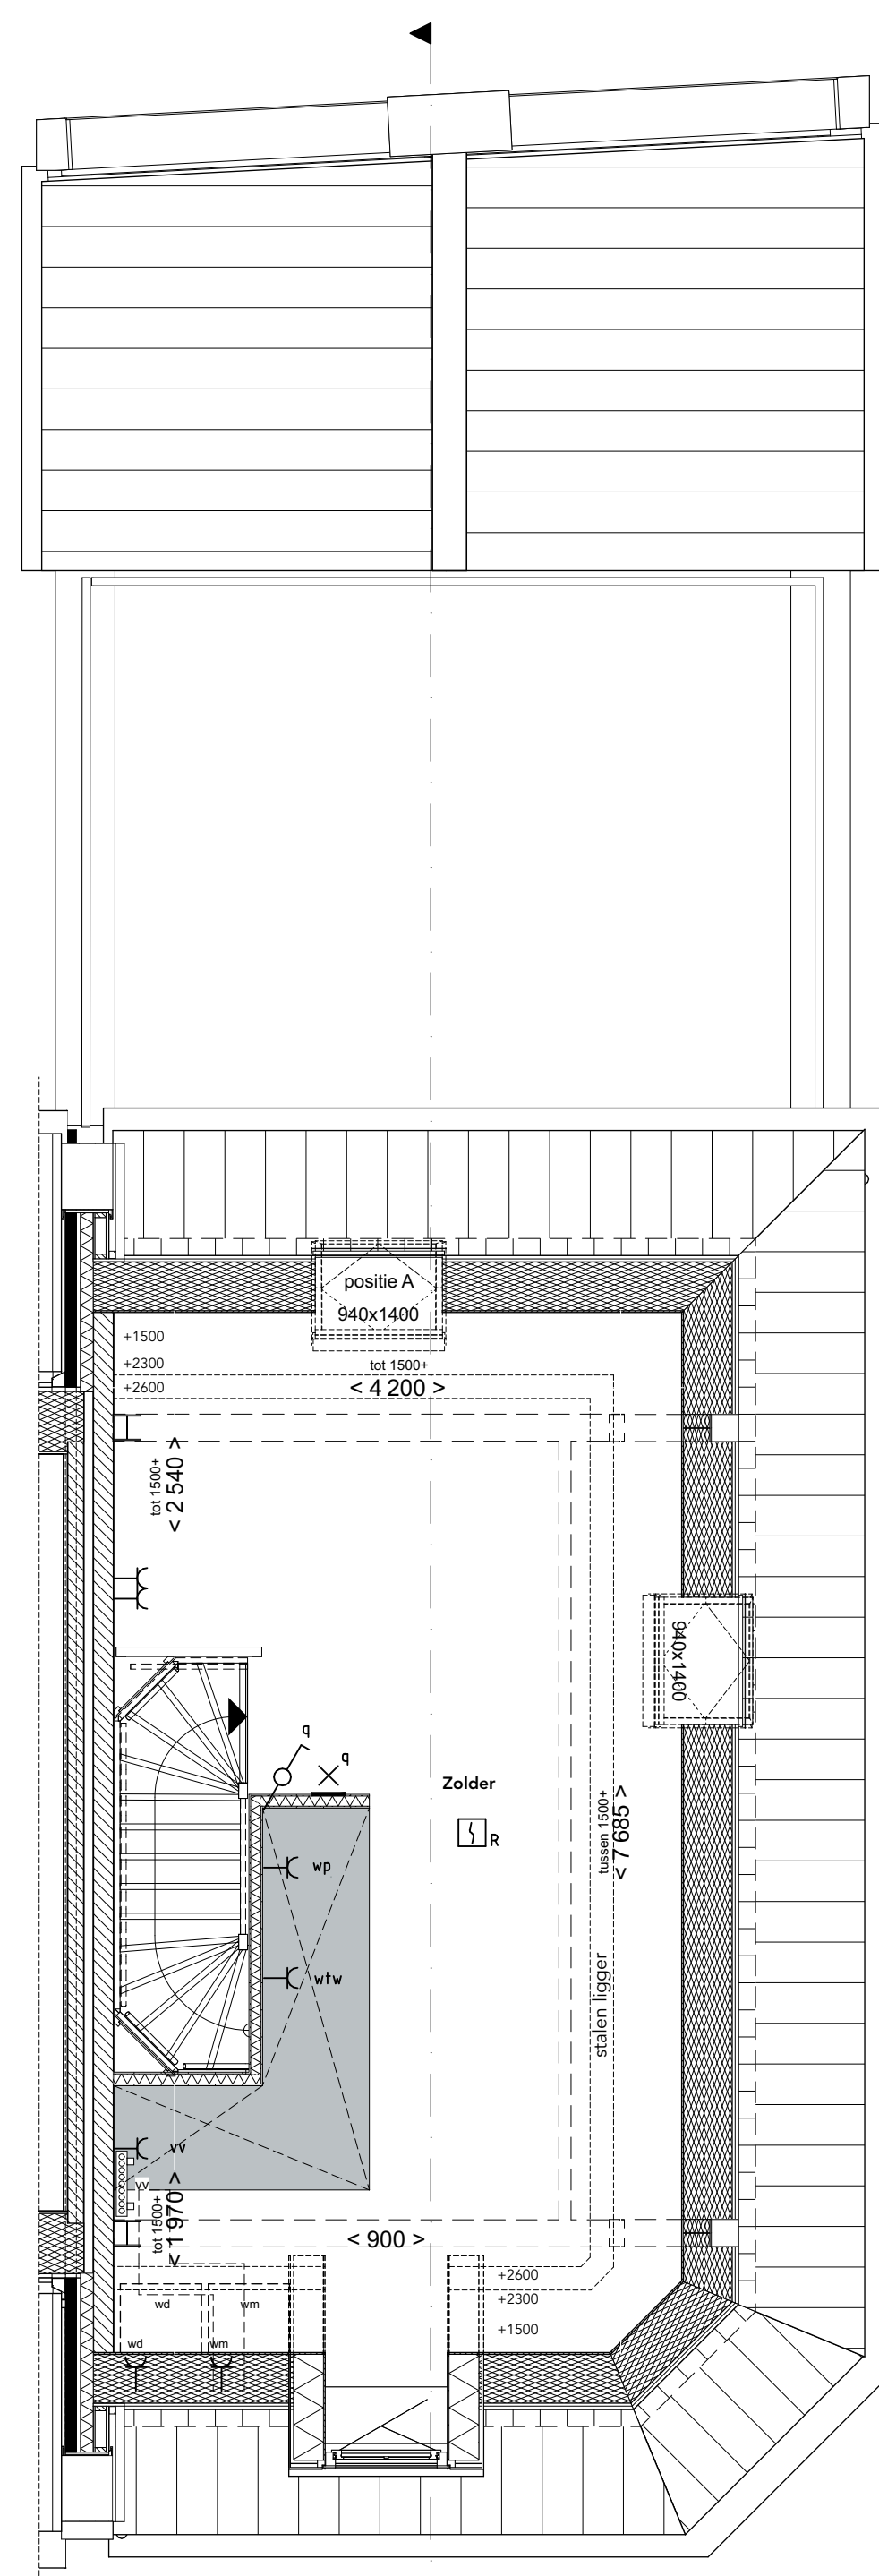 positie A
940x1400
+1500
tot 1500+
+2300
< 4 200 >
+2600
tot 1500+
< 2 540 >
940x1400
q
q
Zolder
R
tussen 1500+
< 7 685 >
wp
wtw
stalen ligger
vv
vv
tot 1500+
< 1 970 >
< 900 >
+2600
+2300
+1500
wd
wm
wd
wm